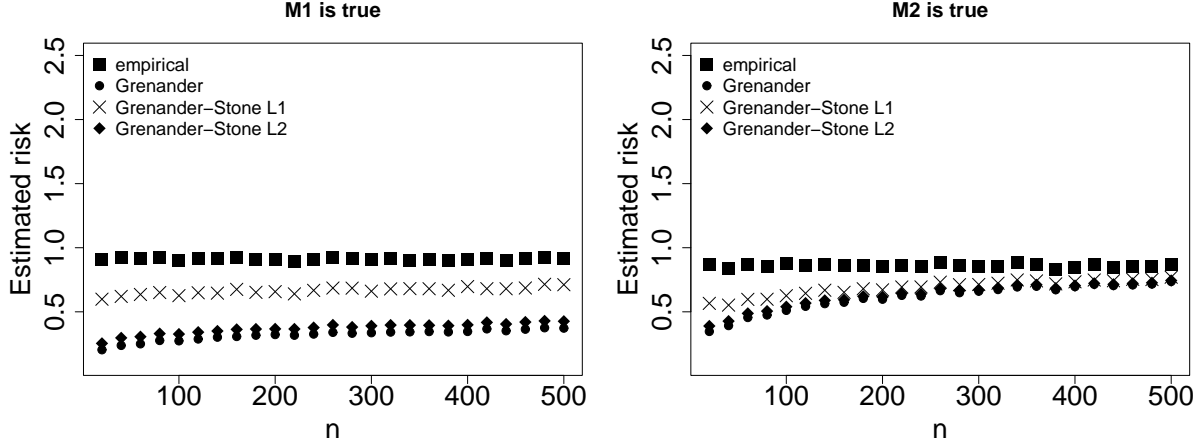 M1 is true
2.5
2.0
1.5
1.0
0.5
Estimated risk
empirical
Grenander
Grenander−Stone L1
Grenander−Stone L2
100
200
300
400
500
n
M2 is true
2.5
2.0
1.5
1.0
0.5
Estimated risk
empirical
Grenander
Grenander−Stone L1
Grenander−Stone L2
100
200
300
400
500
n